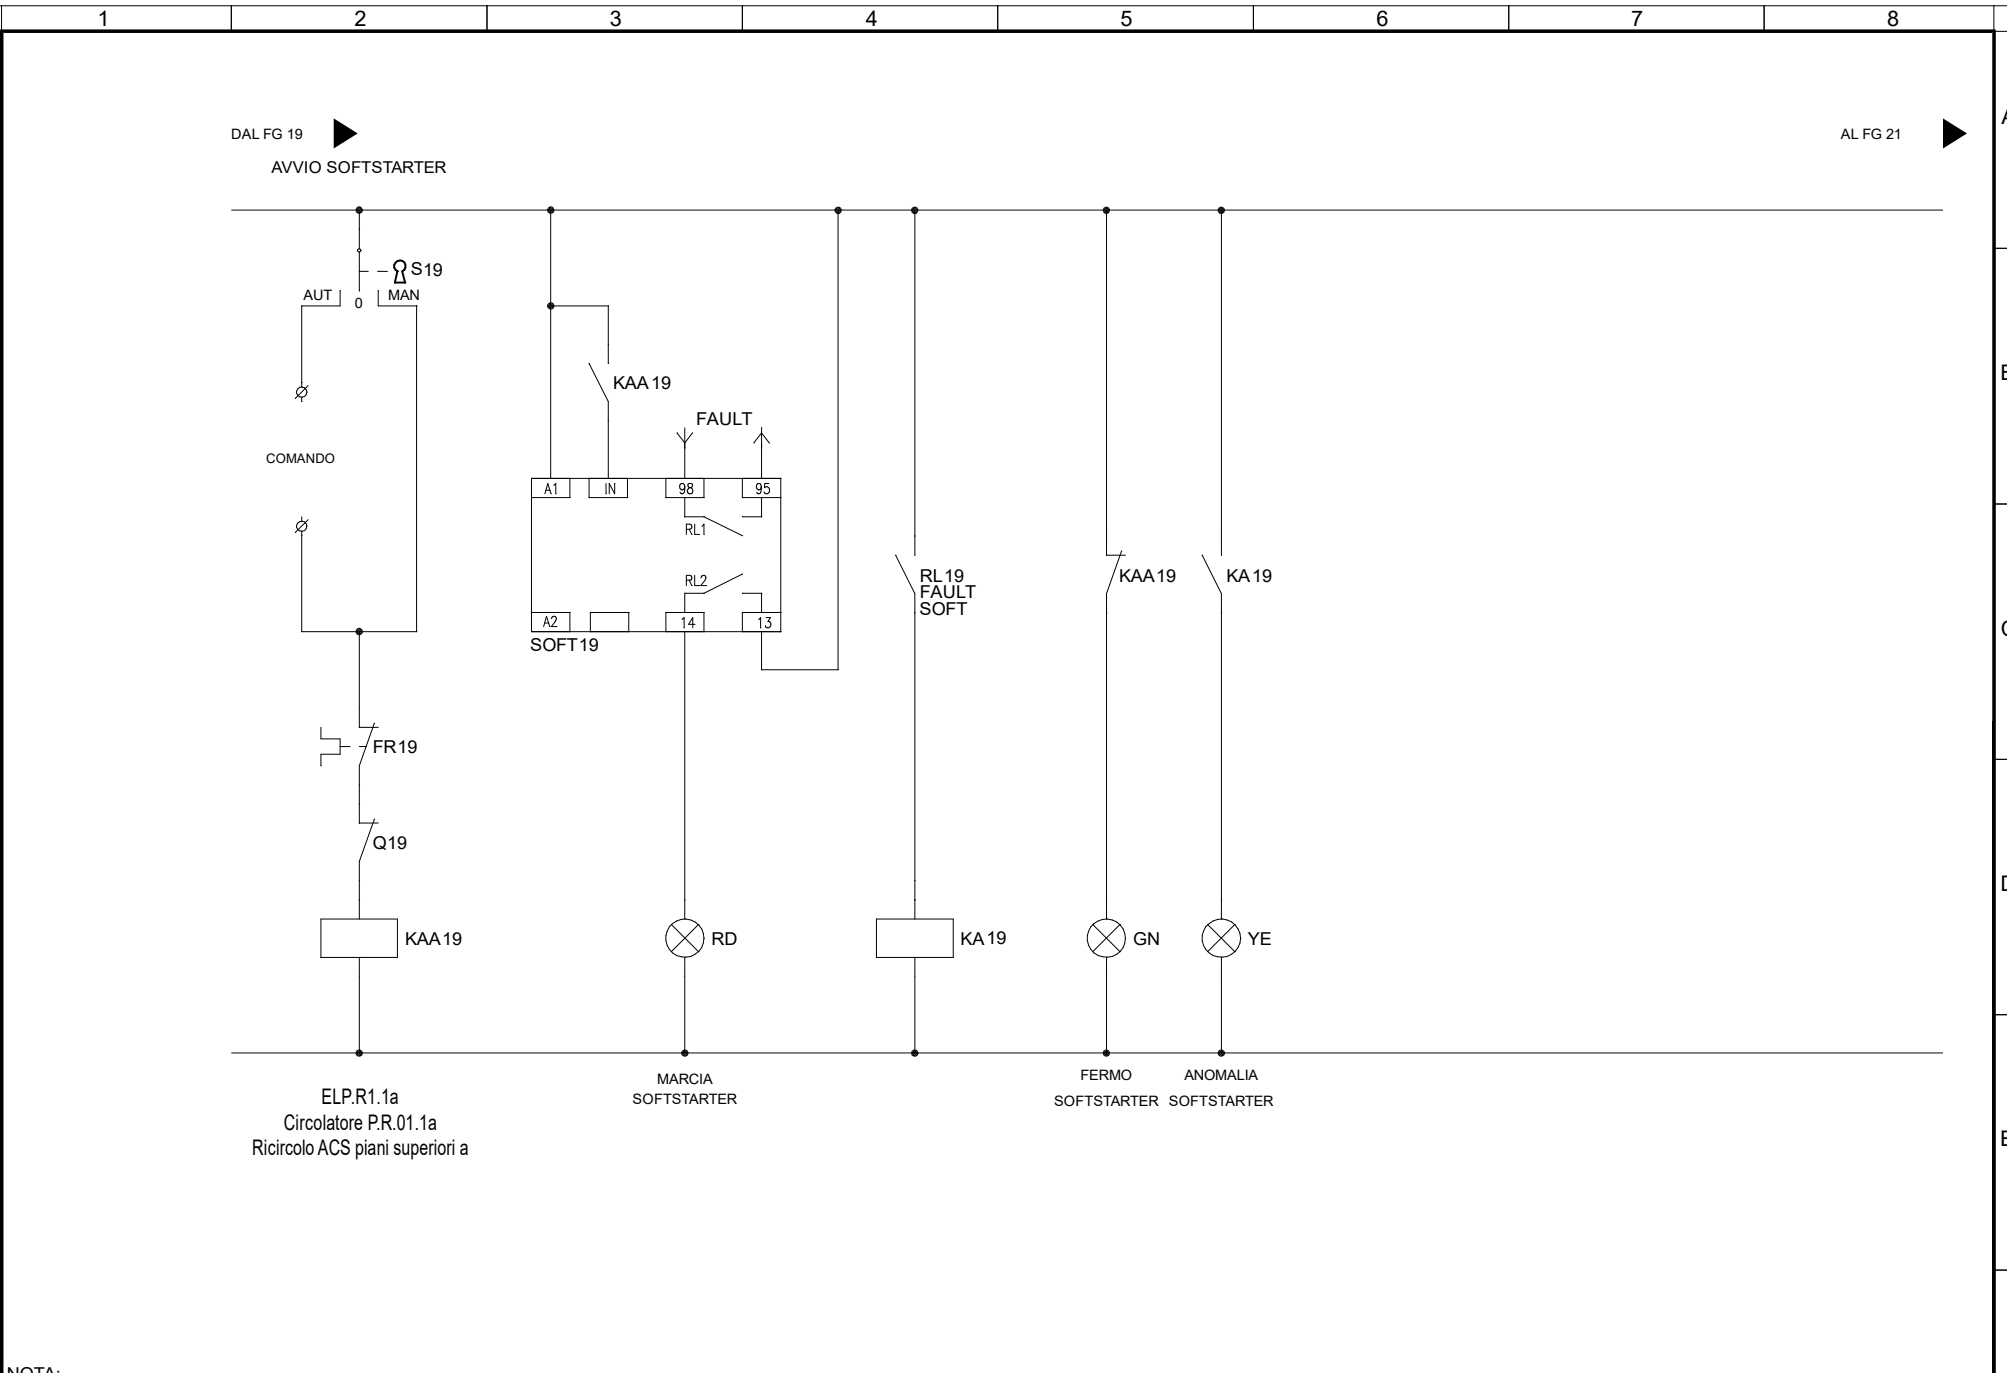 1 2 3 4 5 6 7 8
DAL FG 19
AL FG 21
AVVIO SOFTSTARTER
S19
AUT
0
MAN
KAA19
FAULT
COMANDO
A1
IN
98
95
RL1
RL2
A2
14
13
SOFT19
RL19
FAULT
SOFT
KAA19
KA19
FR19
Q19
KAA19
RD
KA19
GN
YE
MARCIA
SOFTSTARTER
FERMO
SOFTSTARTER
ANOMALIA
SOFTSTARTER
ELP.R1.1a
Circolatore P.R.01.1a
Ricircolo ACS piani superiori a
NOTA: